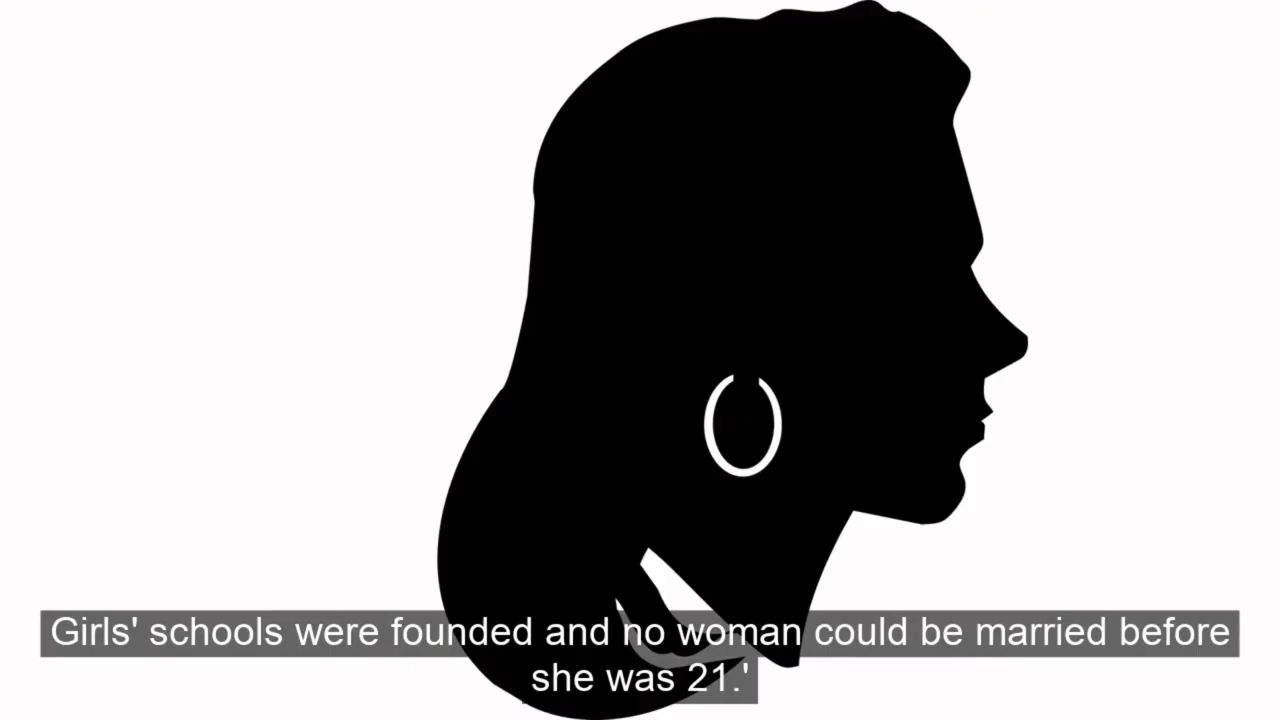 Girls' schools were founded and no woman could be married before
she was 21.'